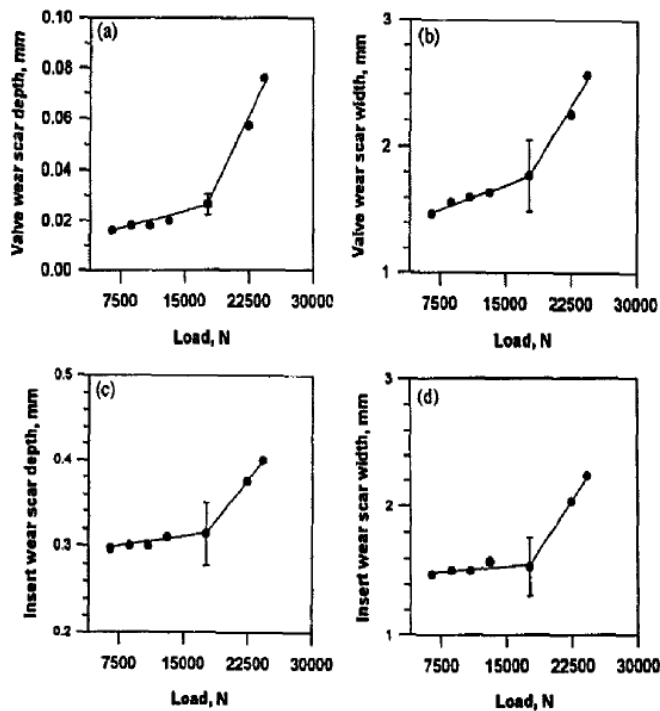 (a)
Valve wear scar depth, mm
0.10
0.08
0.06
0.04
0.02
0.00
7500 15000 22500 30000
Load, N
(b)
Valve wear scar width, mm
3
2
1
7500 15000 22500 30000
Load, N
(c)
Insert wear scar depth, mm
0.5
0.4
0.3
0.2
7500 15000 22500 30000
Load, N
(d)
Insert wear scar width, mm
3
2
1
7500 15000 22500 30000
Load, N